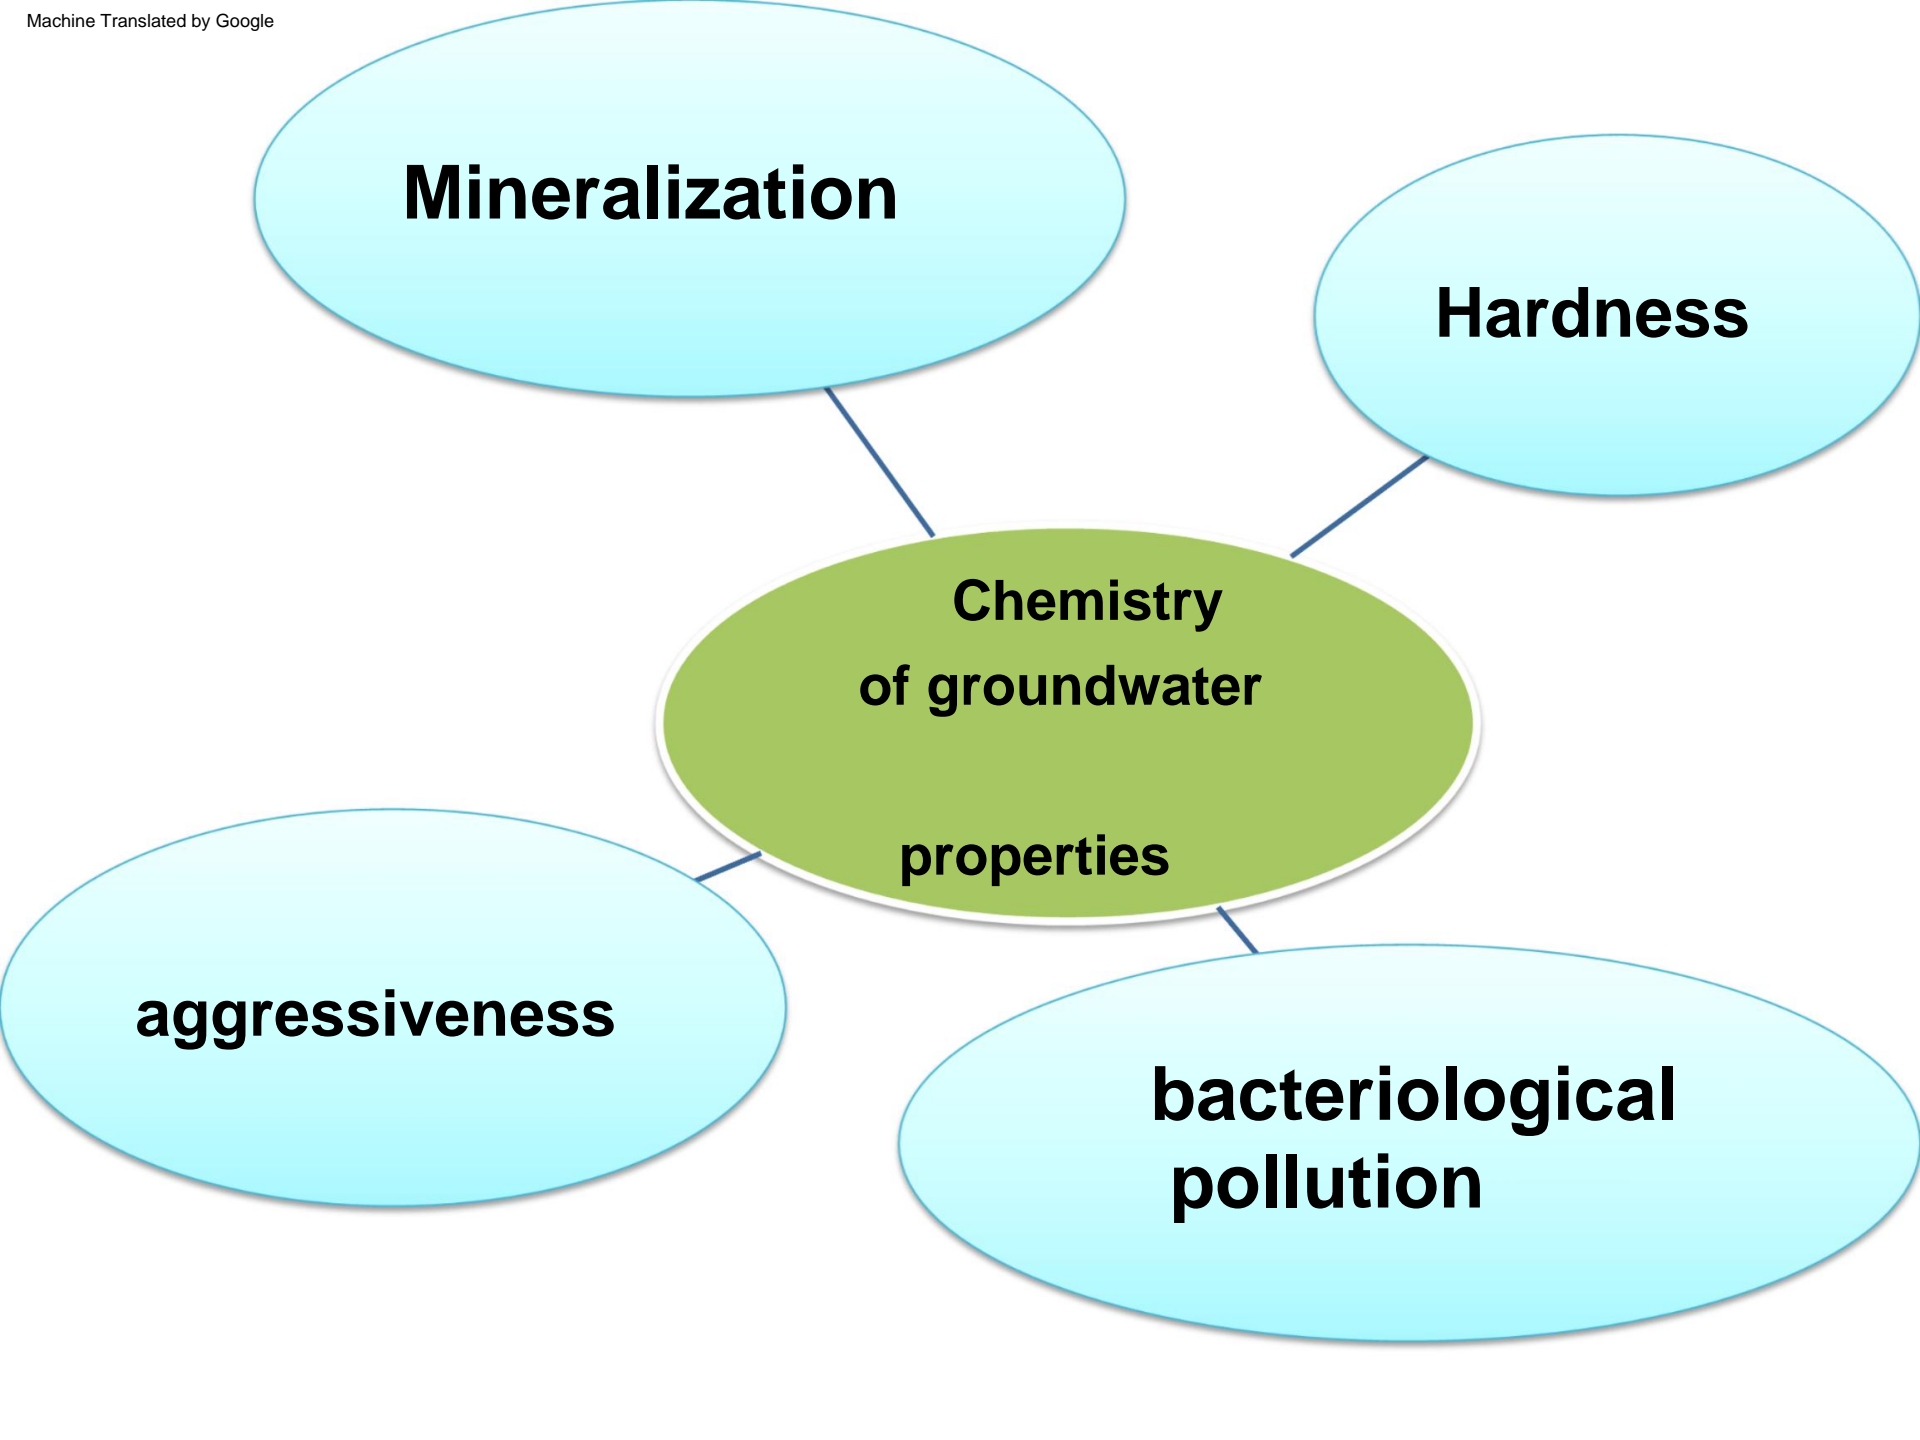 Machine Translated by Google
Mineralization
Hardness
Chemistry
of groundwater
properties
aggressiveness
bacteriological
pollution